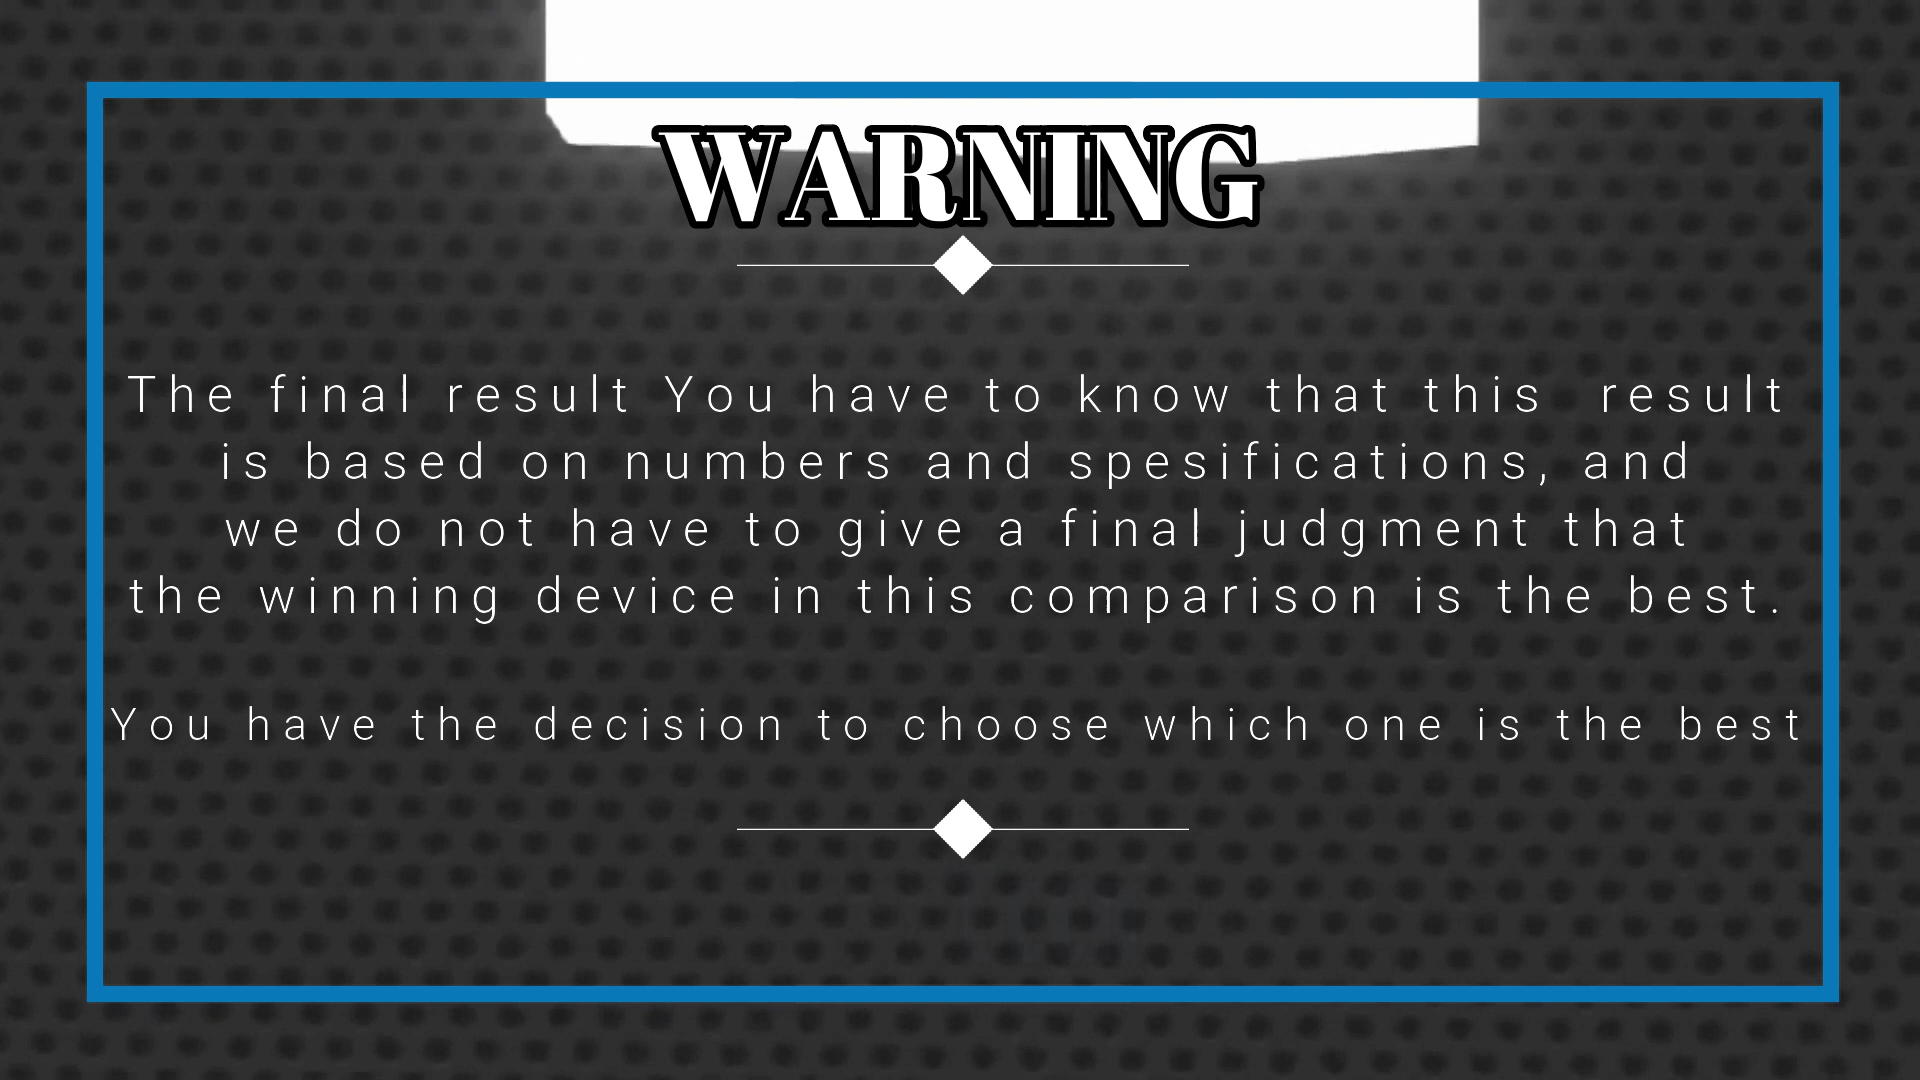 WARNING
The final result You have to know that this result
is based on numbers and spesifications, and
we do not have to give a final judgment that
the winning device in this comparison is the best.
You have the decision to choose which one is the best